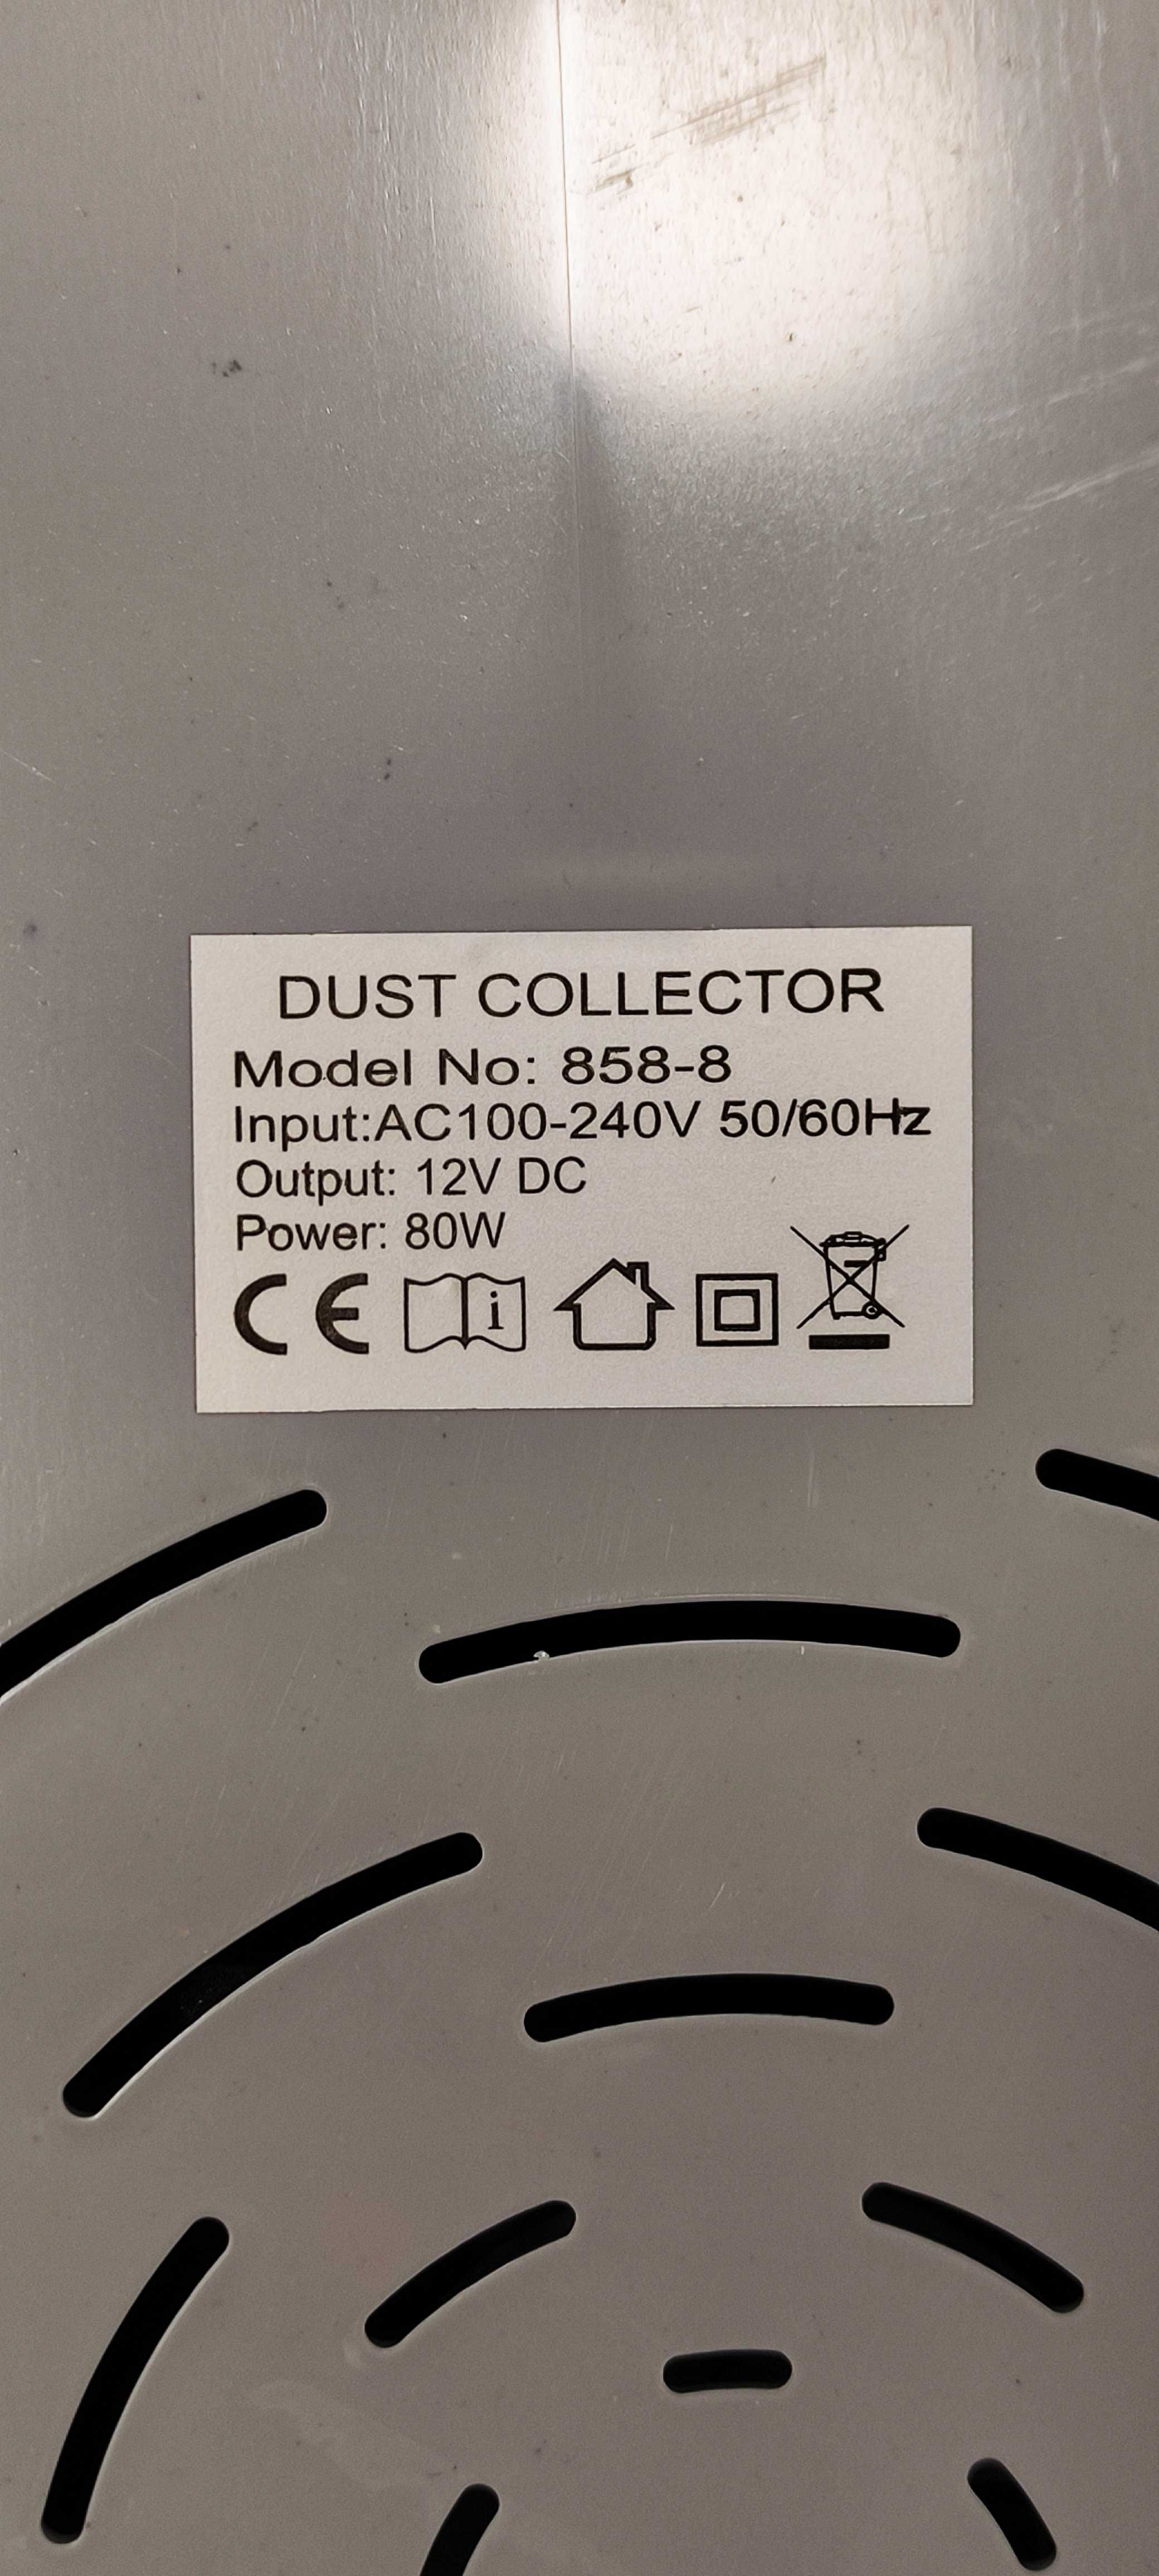 DUST COLLECTOR
Model No: 858-8
Input:AC100-240V 50/60Hz
Output: 12V DC
Power: 80W
CE i